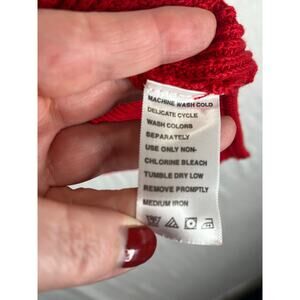 MACHINE WASH COLD
DELICATE CYCLE
WASH COLORS
SEPARATELY
USE ONLY NON-
CHLORINE BLEACH
TUMBLE DRY LOW
REMOVE PROMPTLY
MEDIUM IRON